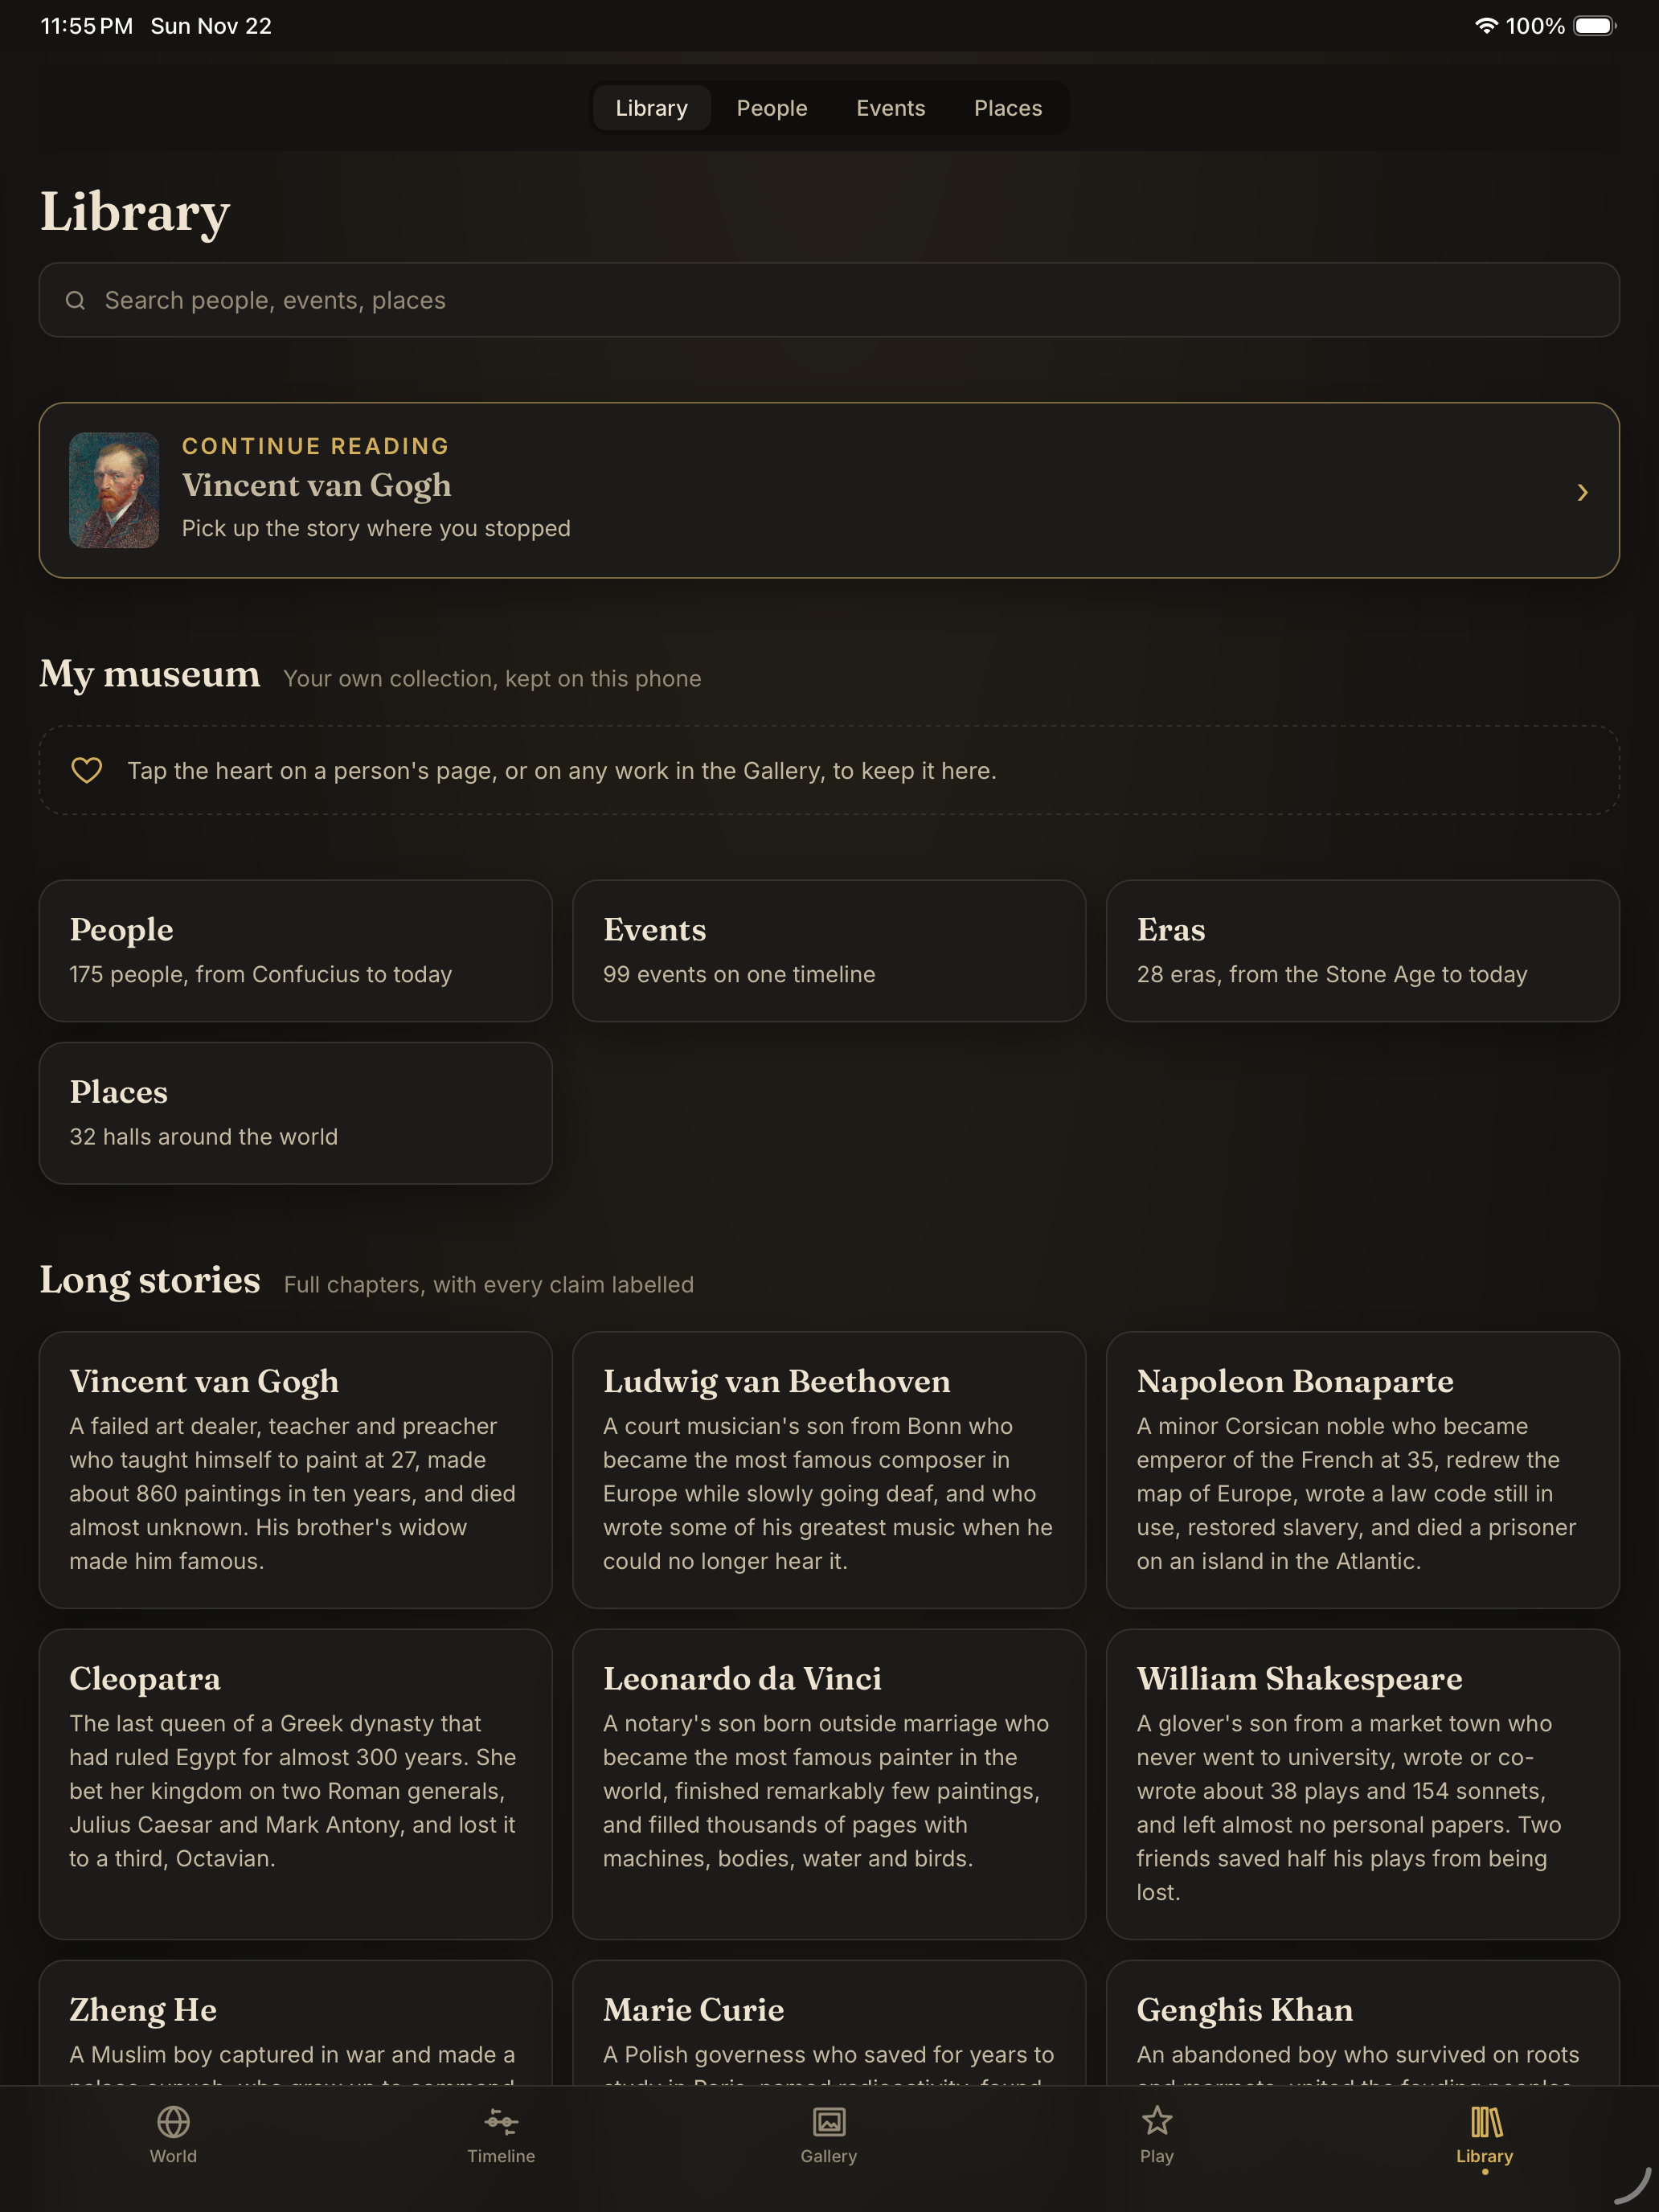 11:55 PM Sun Nov 22
100%
Library People Events Places
Library
Search people, events, places
CONTINUE READING
Vincent van Gogh
Pick up the story where you stopped
My museum Your own collection, kept on this phone
Tap the heart on a person's page, or on any work in the Gallery, to keep it here.
People
175 people, from Confucius to today
Events
99 events on one timeline
Eras
28 eras, from the Stone Age to today
Places
32 halls around the world
Long stories Full chapters, with every claim labelled
Vincent van Gogh
A failed art dealer, teacher and preacher
who taught himself to paint at 27, made
about 860 paintings in ten years, and died
almost unknown. His brother's widow
made him famous.
Ludwig van Beethoven
A court musician's son from Bonn who
became the most famous composer in
Europe while slowly going deaf, and who
wrote some of his greatest music when he
could no longer hear it.
Napoleon Bonaparte
A minor Corsican noble who became
emperor of the French at 35, redrew the
map of Europe, wrote a law code still in
use, restored slavery, and died a prisoner
on an island in the Atlantic.
Cleopatra
The last queen of a Greek dynasty that
had ruled Egypt for almost 300 years. She
bet her kingdom on two Roman generals,
Julius Caesar and Mark Antony, and lost it
to a third, Octavian.
Leonardo da Vinci
A notary's son born outside marriage who
became the most famous painter in the
world, finished remarkably few paintings,
and filled thousands of pages with
machines, bodies, water and birds.
William Shakespeare
A glover's son from a market town who
never went to university, wrote or co-
wrote about 38 plays and 154 sonnets,
and left almost no personal papers. Two
friends saved half his plays from being
lost.
Zheng He
A Muslim boy captured in war and made a
Marie Curie
A Polish governess who saved for years to
Genghis Khan
An abandoned boy who survived on roots
World
Timeline
Gallery
Play
Library